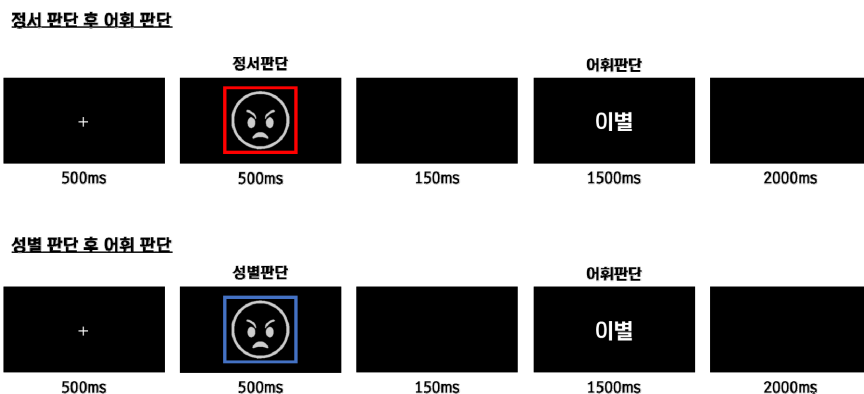 정서 판단 후 어휘 판단
정서판단
어휘판단
+
이별
500ms
500ms
150ms
1500ms
2000ms
성별 판단 후 어휘 판단
성별판단
어휘판단
+
이별
500ms
500ms
150ms
1500ms
2000ms